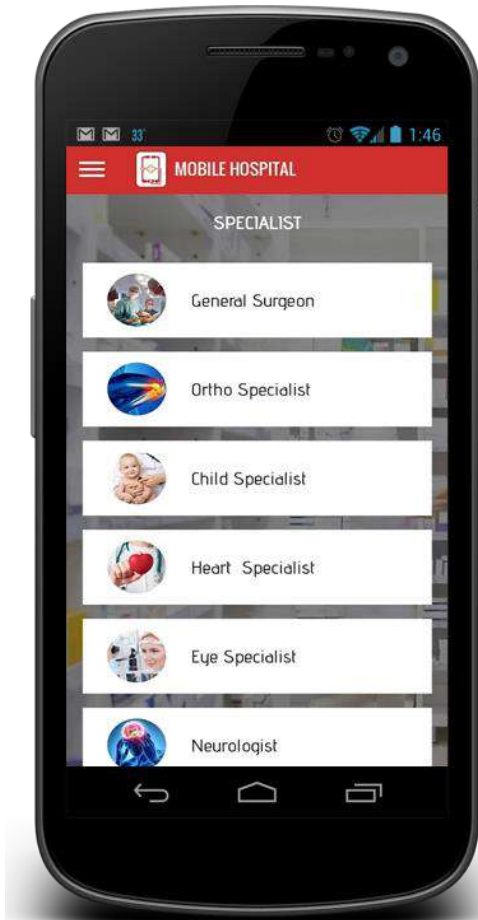 33°
1:46
MOBILE HOSPITAL
SPECIALIST
General Surgeon
Ortho Specialist
Child Specialist
Heart Specialist
Eye Specialist
Neurologist